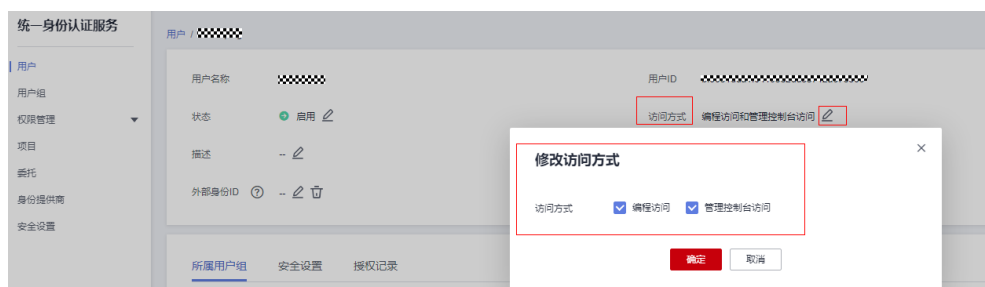 统一身份认证服务
用户 /
用户
用户组
权限管理
项目
委托
身份提供商
安全设置
用户名称
用户ID
状态 启用
访问方式 编程访问和管理控制台访问
描述 --
外部身份ID --
修改访问方式
访问方式 编程访问 管理控制台访问
确定 取消
所属用户组 安全设置 授权记录